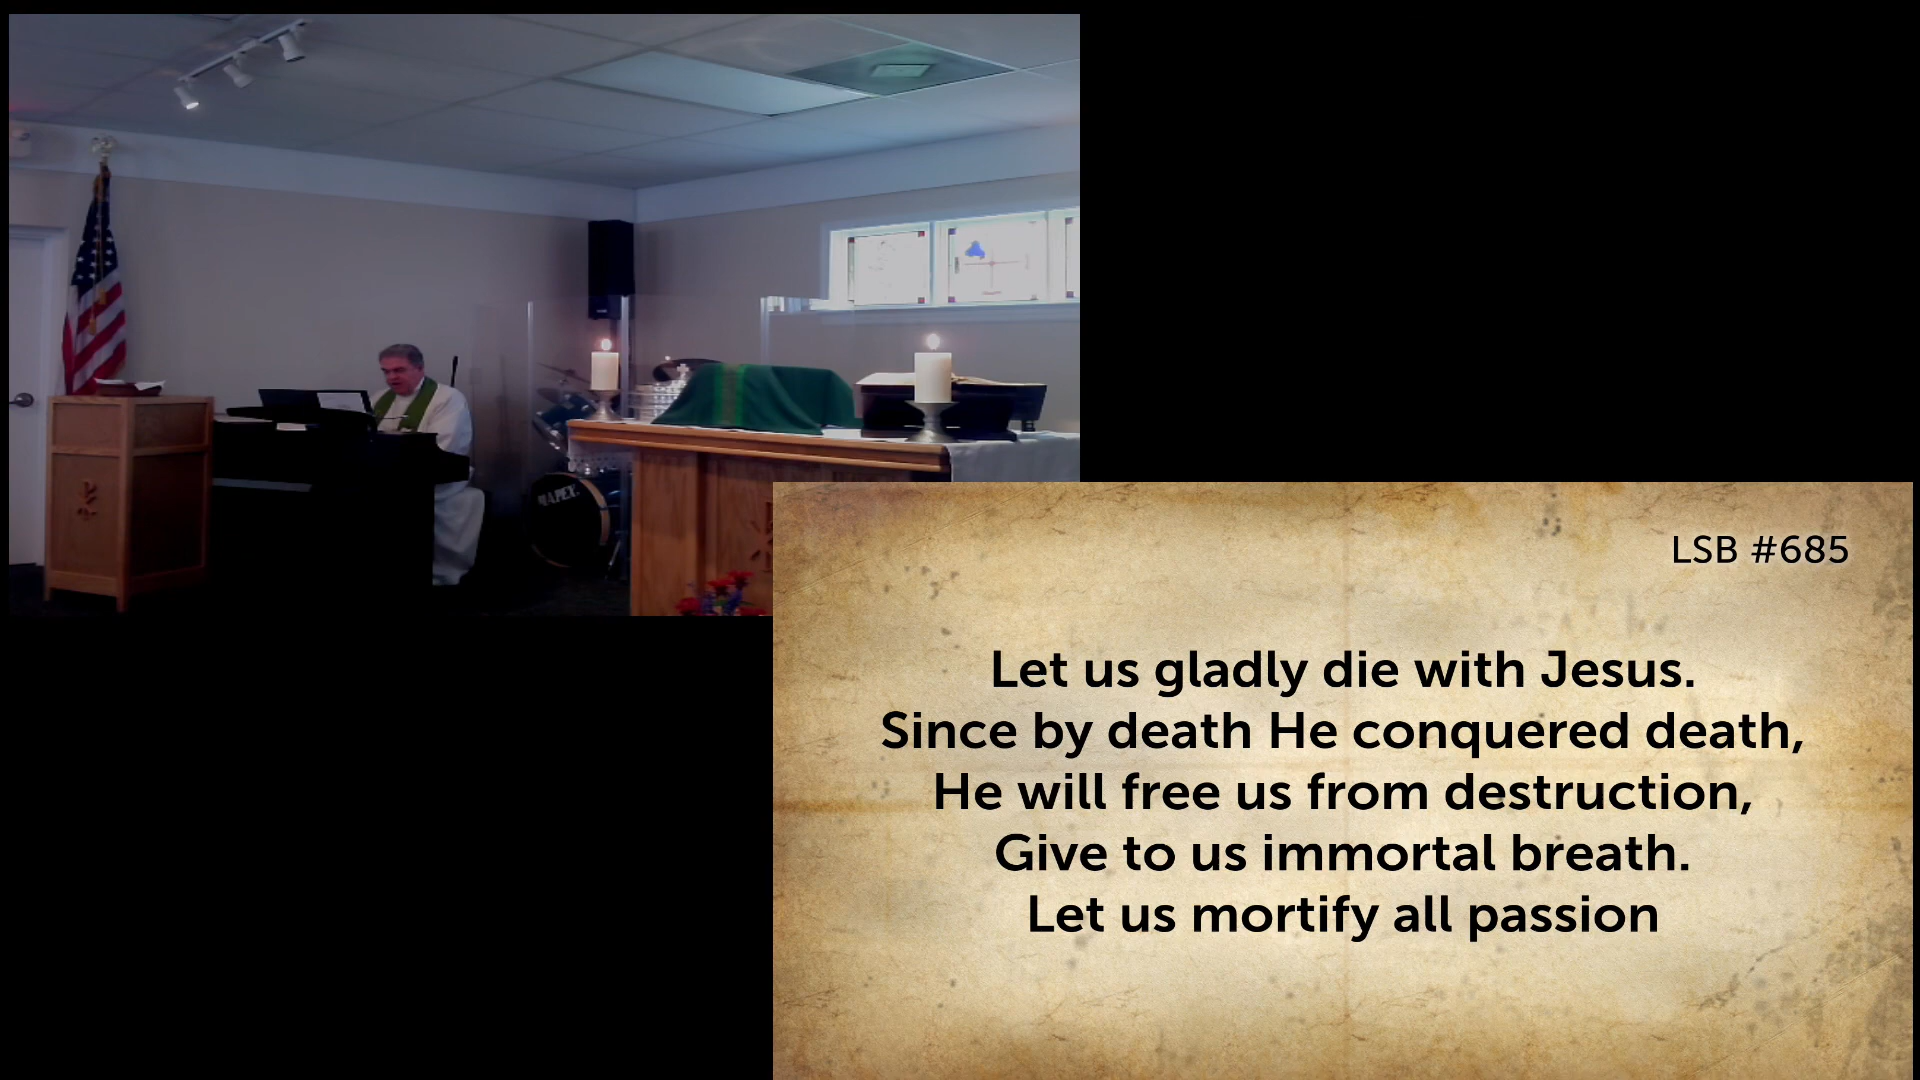 MAPEX
LSB #685
Let us gladly die with Jesus.
Since by death He conquered death,
He will free us from destruction,
Give to us immortal breath.
Let us mortify all passion